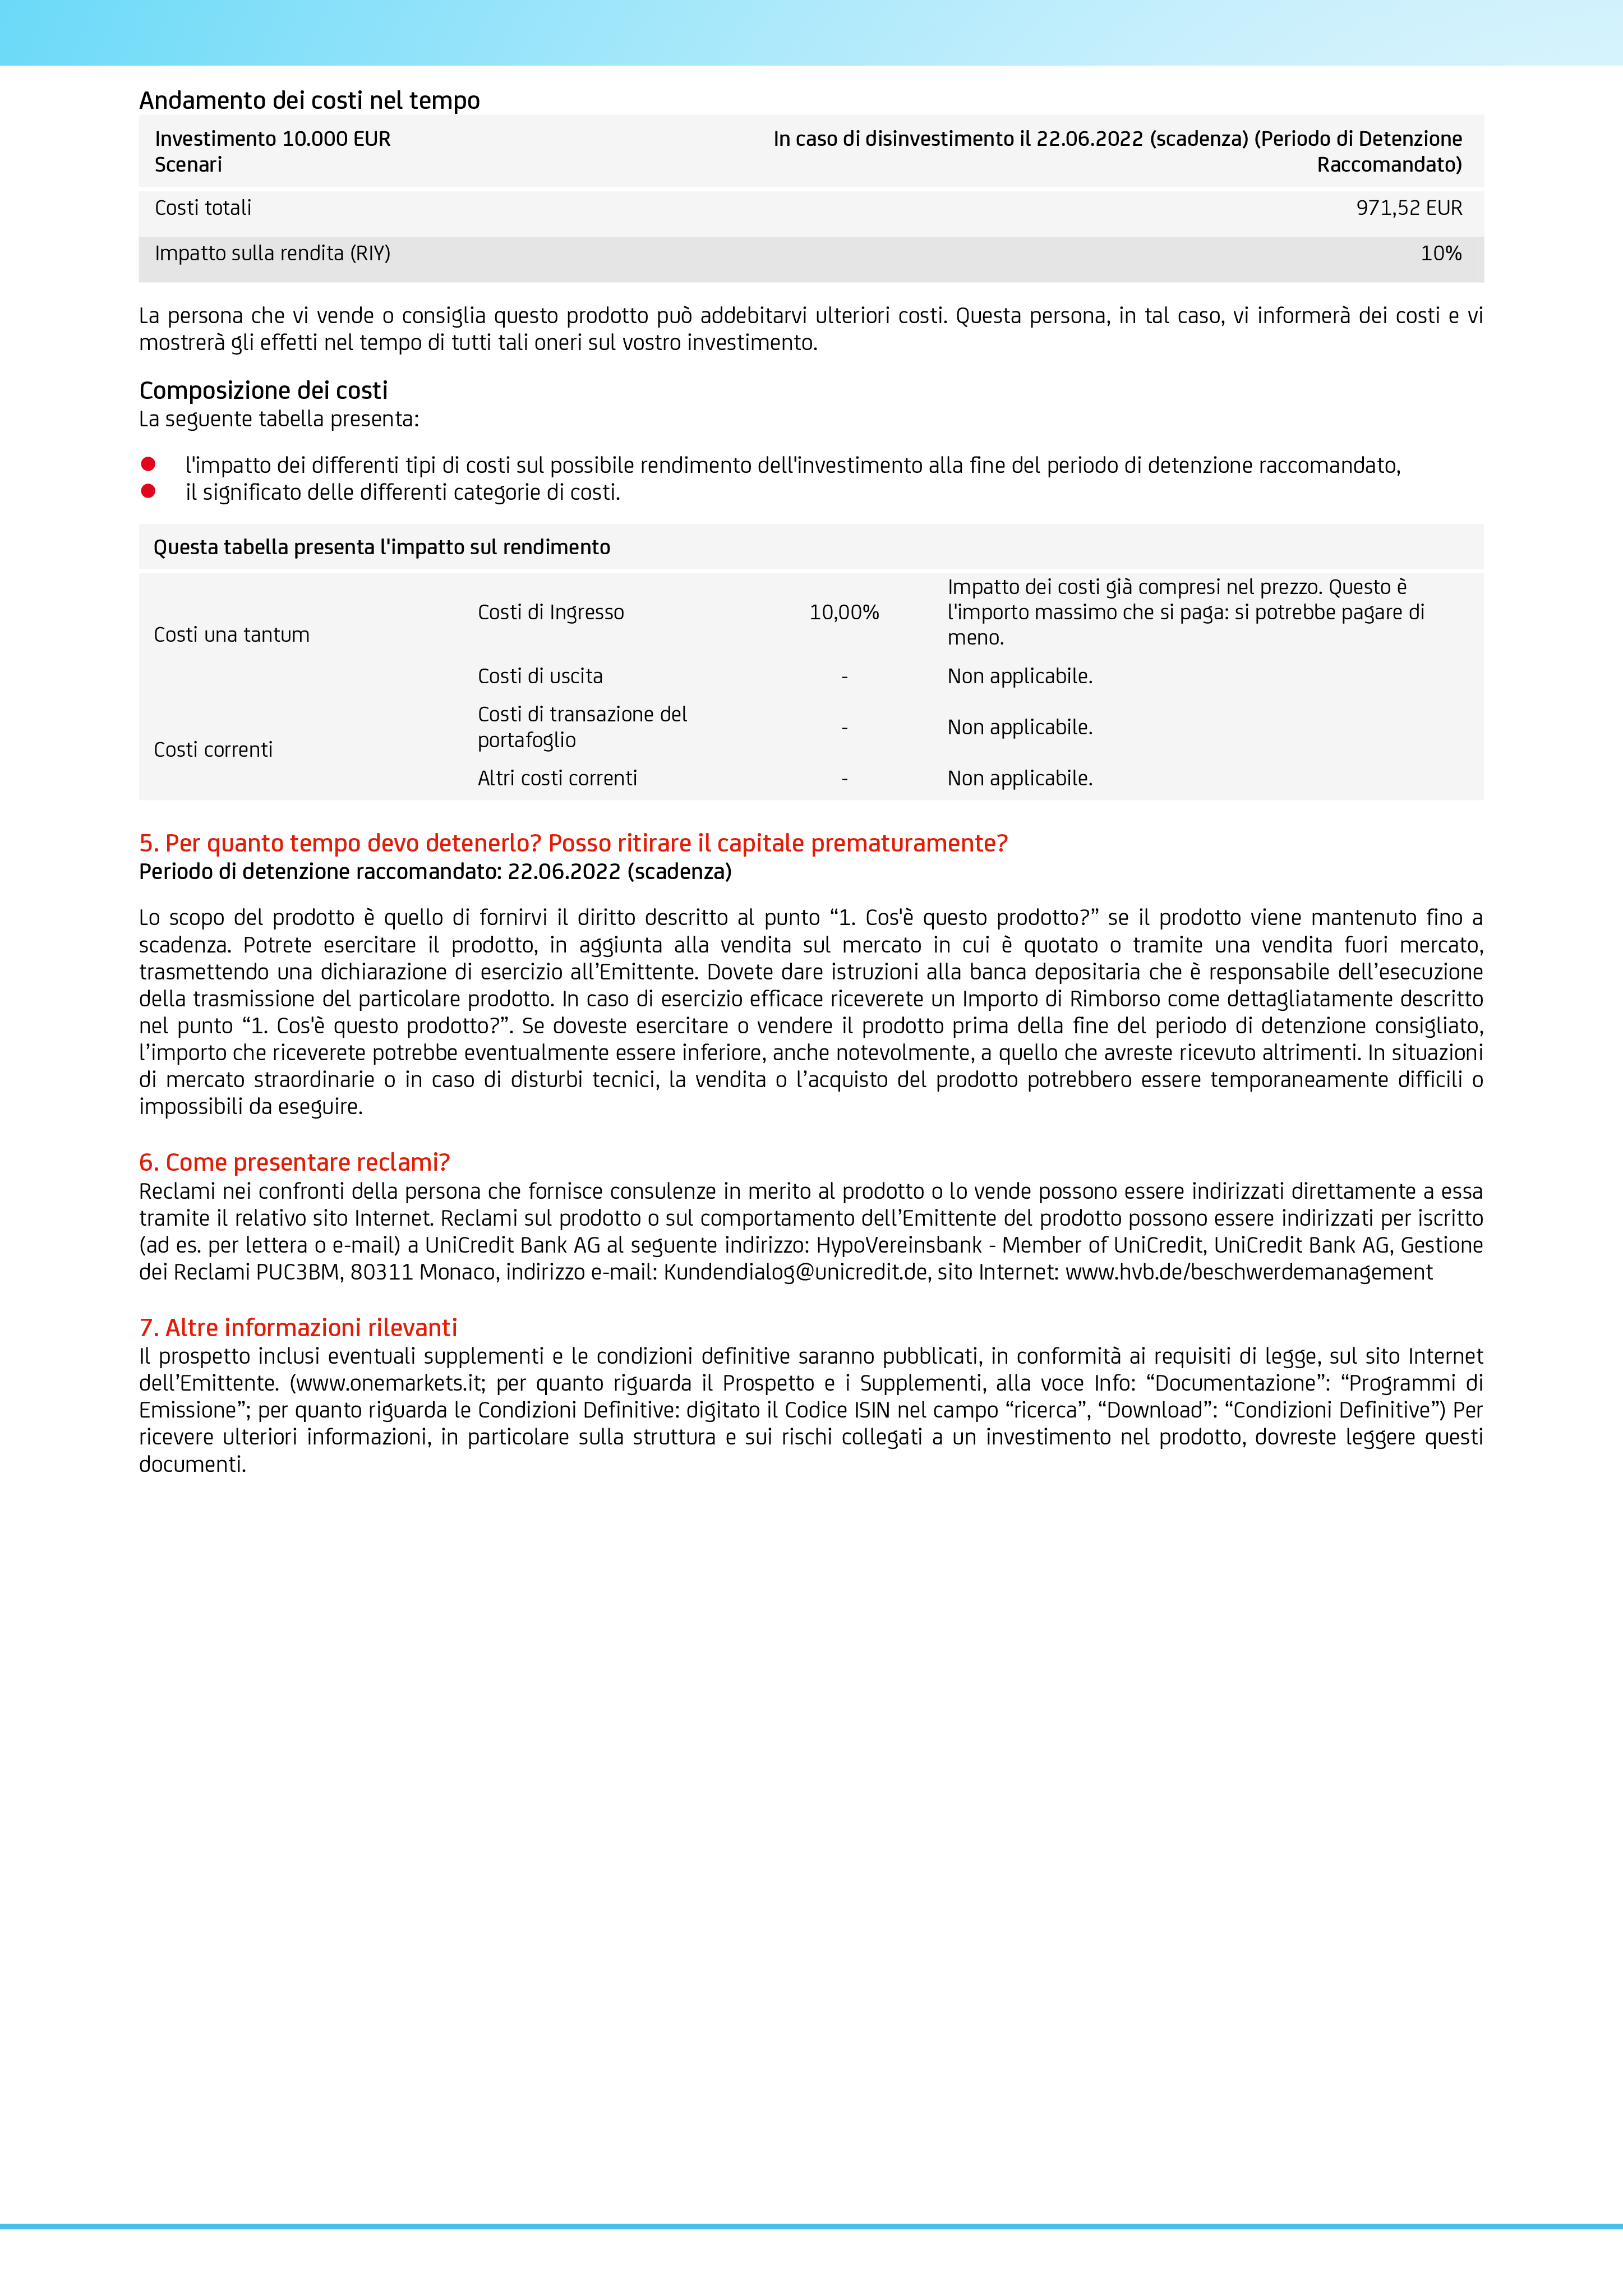 Andamento dei costi nel tempo
Investimento 10.000 EUR
Scenari
In caso di disinvestimento il 22.06.2022 (scadenza) (Periodo di Detenzione
Raccomandato)
Costi totali 971,52 EUR
Impatto sulla rendita (RIY) 10%
La persona che vi vende o consiglia questo prodotto può addebitarvi ulteriori costi. Questa persona, in tal caso, vi informerà dei costi e vi
mostrerà gli effetti nel tempo di tutti tali oneri sul vostro investimento.
Composizione dei costi
La seguente tabella presenta:
● l'impatto dei differenti tipi di costi sul possibile rendimento dell'investimento alla fine del periodo di detenzione raccomandato,
● il significato delle differenti categorie di costi.
Questa tabella presenta l'impatto sul rendimento
Costi una tantum
Costi di Ingresso
10,00%
Impatto dei costi già compresi nel prezzo. Questo è
l'importo massimo che si paga: si potrebbe pagare di
meno.
Costi di uscita - Non applicabile.
Costi correnti
Costi di transazione del
portafoglio
- Non applicabile.
Altri costi correnti - Non applicabile.
5. Per quanto tempo devo detenerlo? Posso ritirare il capitale prematuramente?
Periodo di detenzione raccomandato: 22.06.2022 (scadenza)
Lo scopo del prodotto è quello di fornirvi il diritto descritto al punto “1. Cos'è questo prodotto?” se il prodotto viene mantenuto fino a
scadenza. Potrete esercitare il prodotto, in aggiunta alla vendita sul mercato in cui è quotato o tramite una vendita fuori mercato,
trasmettendo una dichiarazione di esercizio all’Emittente. Dovete dare istruzioni alla banca depositaria che è responsabile dell’esecuzione
della trasmissione del particolare prodotto. In caso di esercizio efficace riceverete un Importo di Rimborso come dettagliatamente descritto
nel punto “1. Cos'è questo prodotto?”. Se doveste esercitare o vendere il prodotto prima della fine del periodo di detenzione consigliato,
l’importo che riceverete potrebbe eventualmente essere inferiore, anche notevolmente, a quello che avreste ricevuto altrimenti. In situazioni
di mercato straordinarie o in caso di disturbi tecnici, la vendita o l’acquisto del prodotto potrebbero essere temporaneamente difficili o
impossibili da eseguire.
6. Come presentare reclami?
Reclami nei confronti della persona che fornisce consulenze in merito al prodotto o lo vende possono essere indirizzati direttamente a essa
tramite il relativo sito Internet. Reclami sul prodotto o sul comportamento dell’Emittente del prodotto possono essere indirizzati per iscritto
(ad es. per lettera o e-mail) a UniCredit Bank AG al seguente indirizzo: HypoVereinsbank - Member of UniCredit, UniCredit Bank AG, Gestione
dei Reclami PUC3BM, 80311 Monaco, indirizzo e-mail: Kundendialog@unicredit.de, sito Internet: www.hvb.de/beschwerdemanagement
7. Altre informazioni rilevanti
Il prospetto inclusi eventuali supplementi e le condizioni definitive saranno pubblicati, in conformità ai requisiti di legge, sul sito Internet
dell’Emittente. (www.onemarkets.it; per quanto riguarda il Prospetto e i Supplementi, alla voce Info: “Documentazione”: “Programmi di
Emissione”; per quanto riguarda le Condizioni Definitive: digitato il Codice ISIN nel campo “ricerca”, “Download”: “Condizioni Definitive”) Per
ricevere ulteriori informazioni, in particolare sulla struttura e sui rischi collegati a un investimento nel prodotto, dovreste leggere questi
documenti.